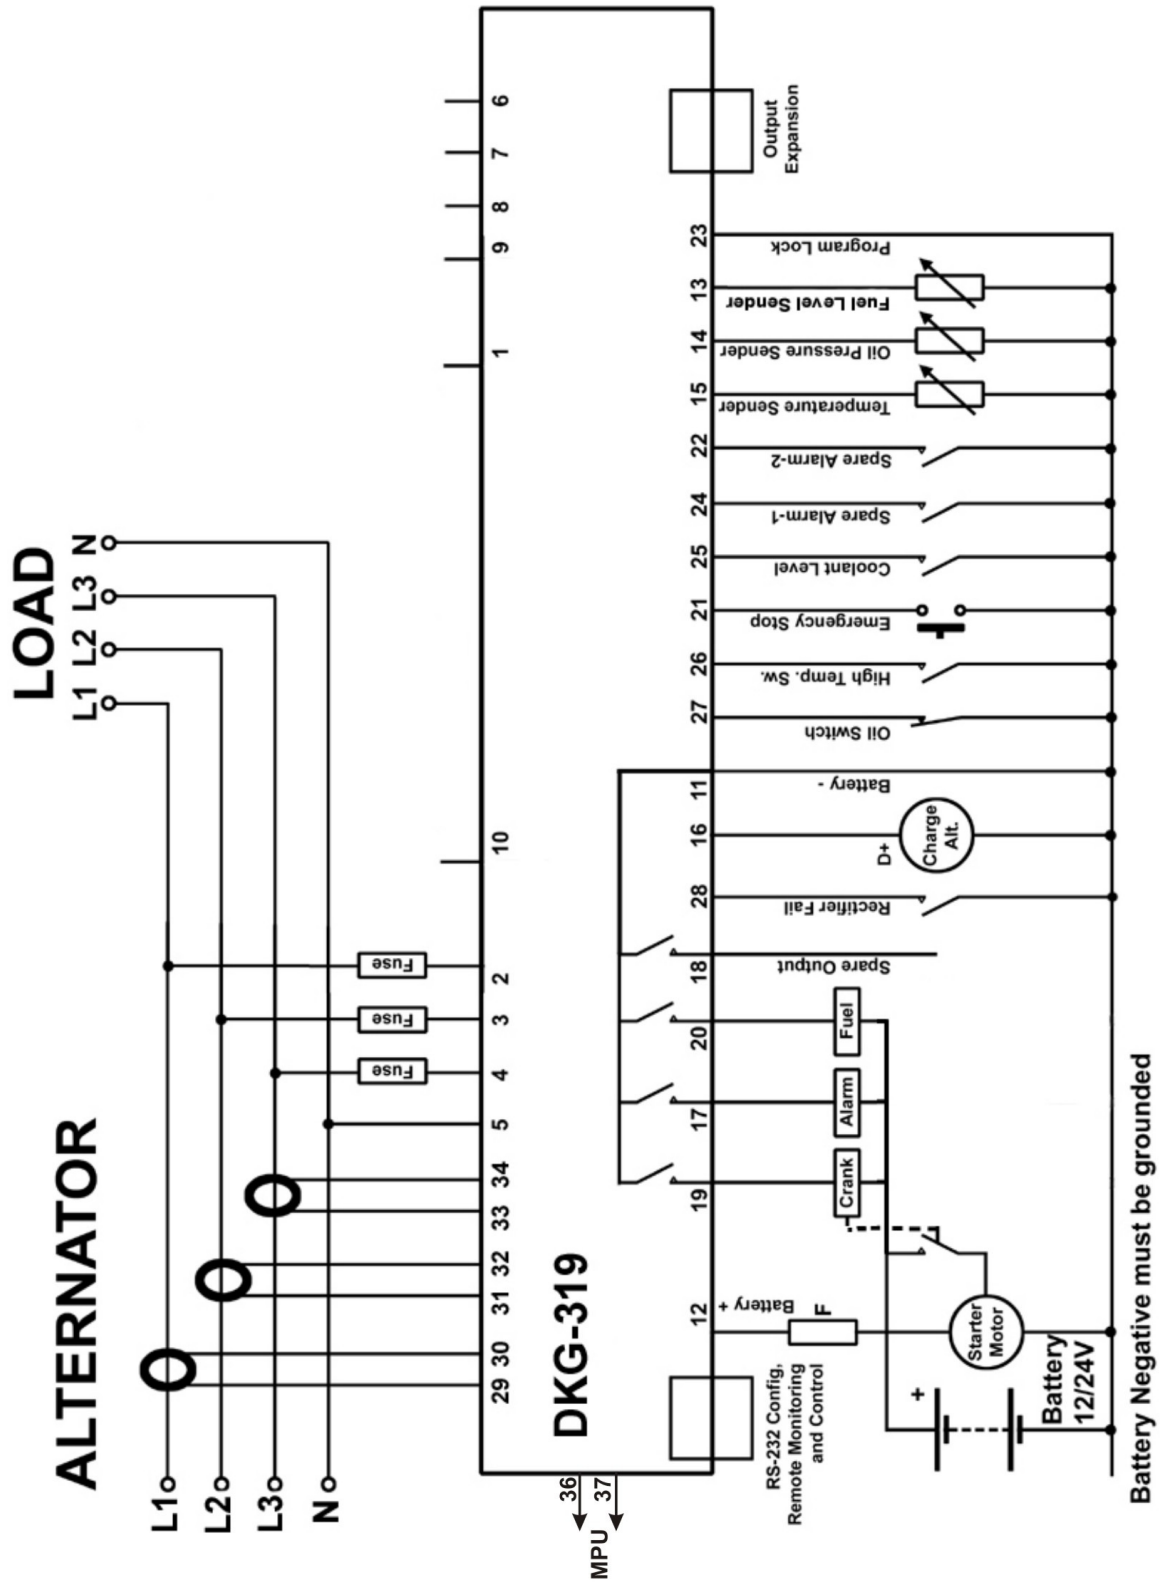 LOAD
L1
L2
L3
N
ALTERNATOR
L1
L2
L3
N
Fuse
Fuse
Fuse
29
30
31
32
33
34
5
4
3
2
10
1
9
8
7
6
DKG-319
36
37
MPU
12
19
17
20
18
28
16
11
27
26
21
25
24
22
15
14
13
23
Output
Expansion
Program Lock
Fuel Level Sender
Oil Pressure Sender
Temperature Sender
Spare Alarm-2
Spare Alarm-1
Coolant Level
Emergency Stop
High Temp. Sw.
Oil Switch
Battery -
D+
Charge
Alt.
Rectifier Fail
Spare Output
Fuel
Alarm
Crank
Battery +
F
Starter
Motor
RS-232 Config,
Remote Monitoring
and Control
+
Battery
12/24V
Battery Negative must be grounded